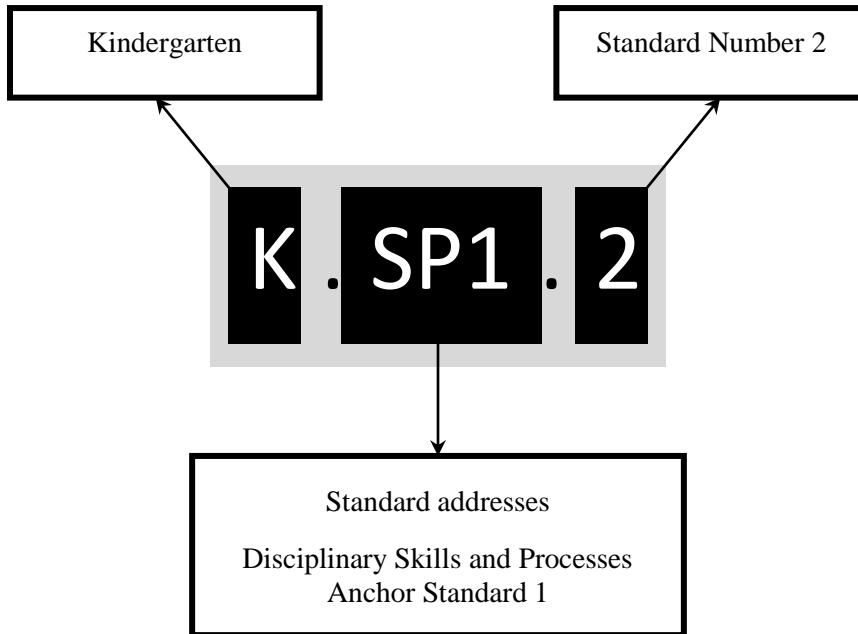 Kindergarten
Standard Number 2
K . SP1 . 2
Standard addresses
Disciplinary Skills and Processes
Anchor Standard 1